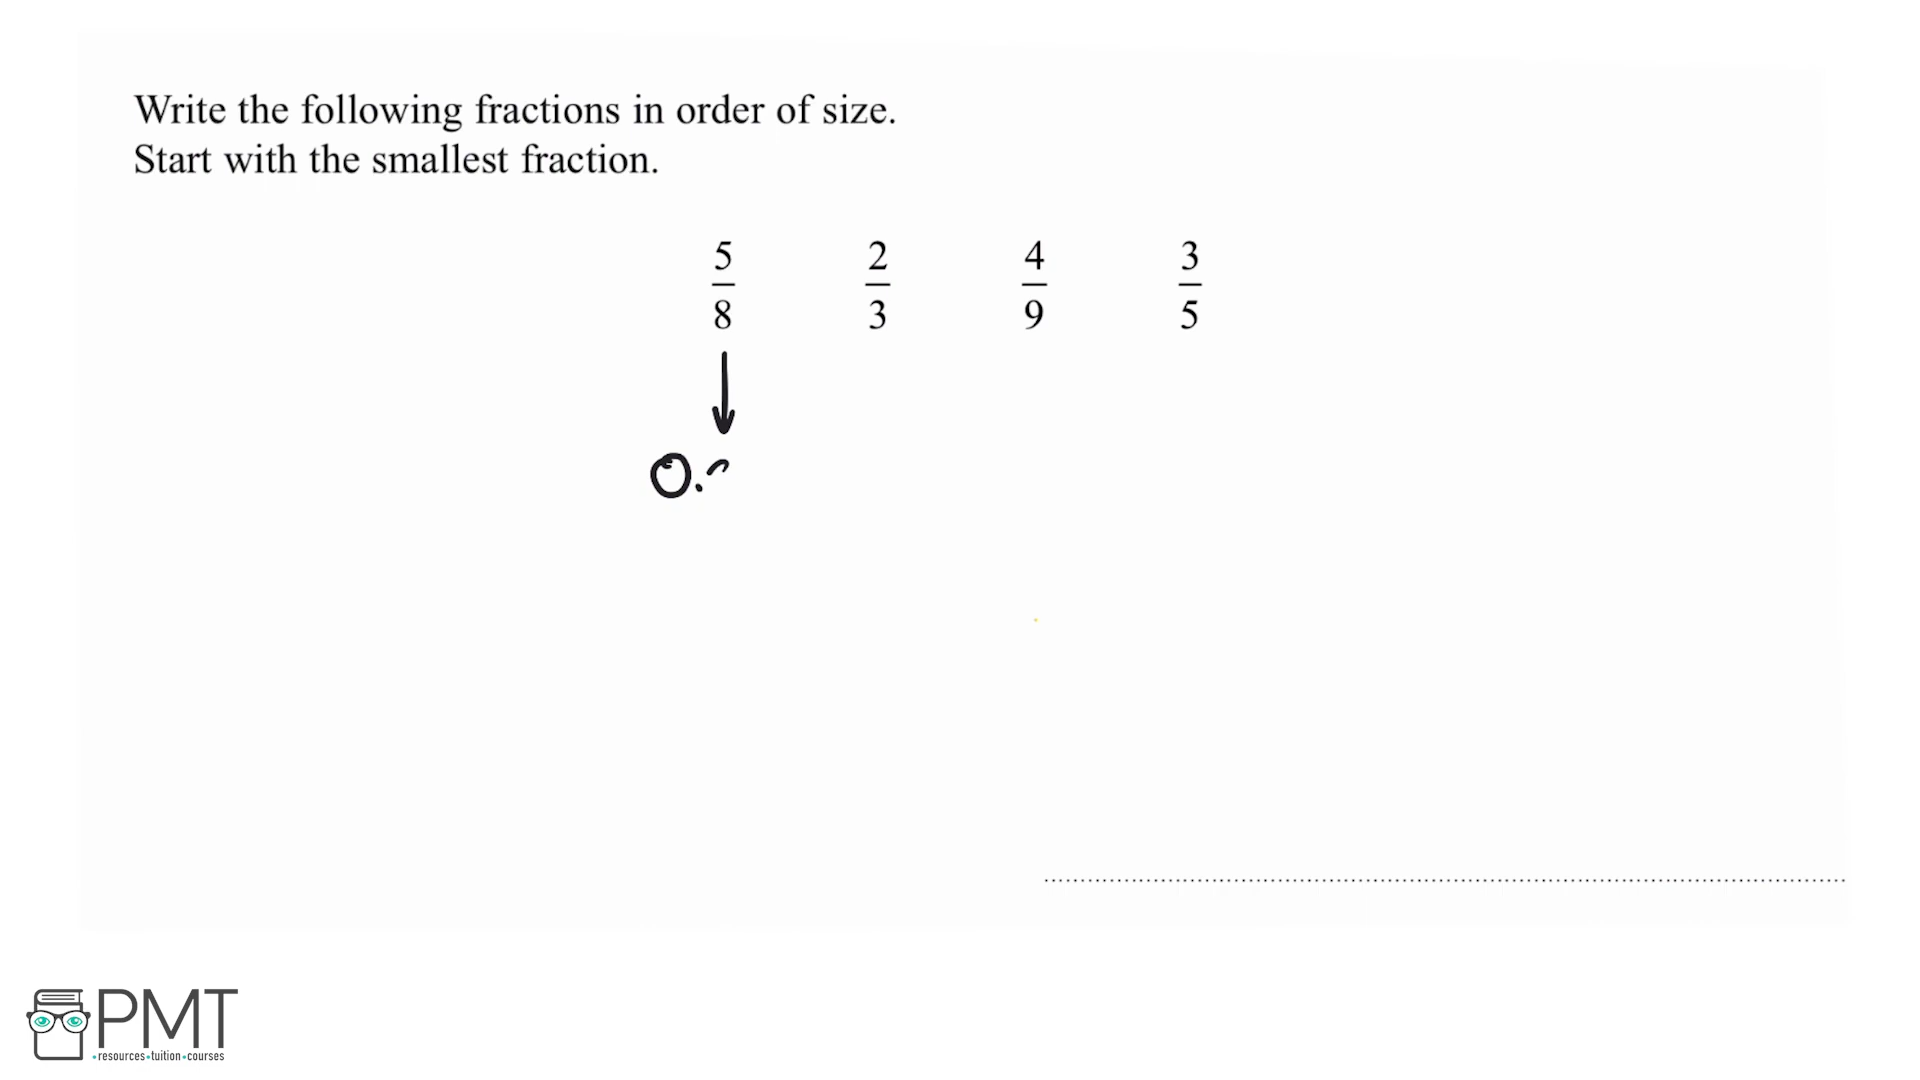 Write the following fractions in order of size.
Start with the smallest fraction.
5/8 2/3 4/9 3/5
0.
PMT
resources•tuition•courses